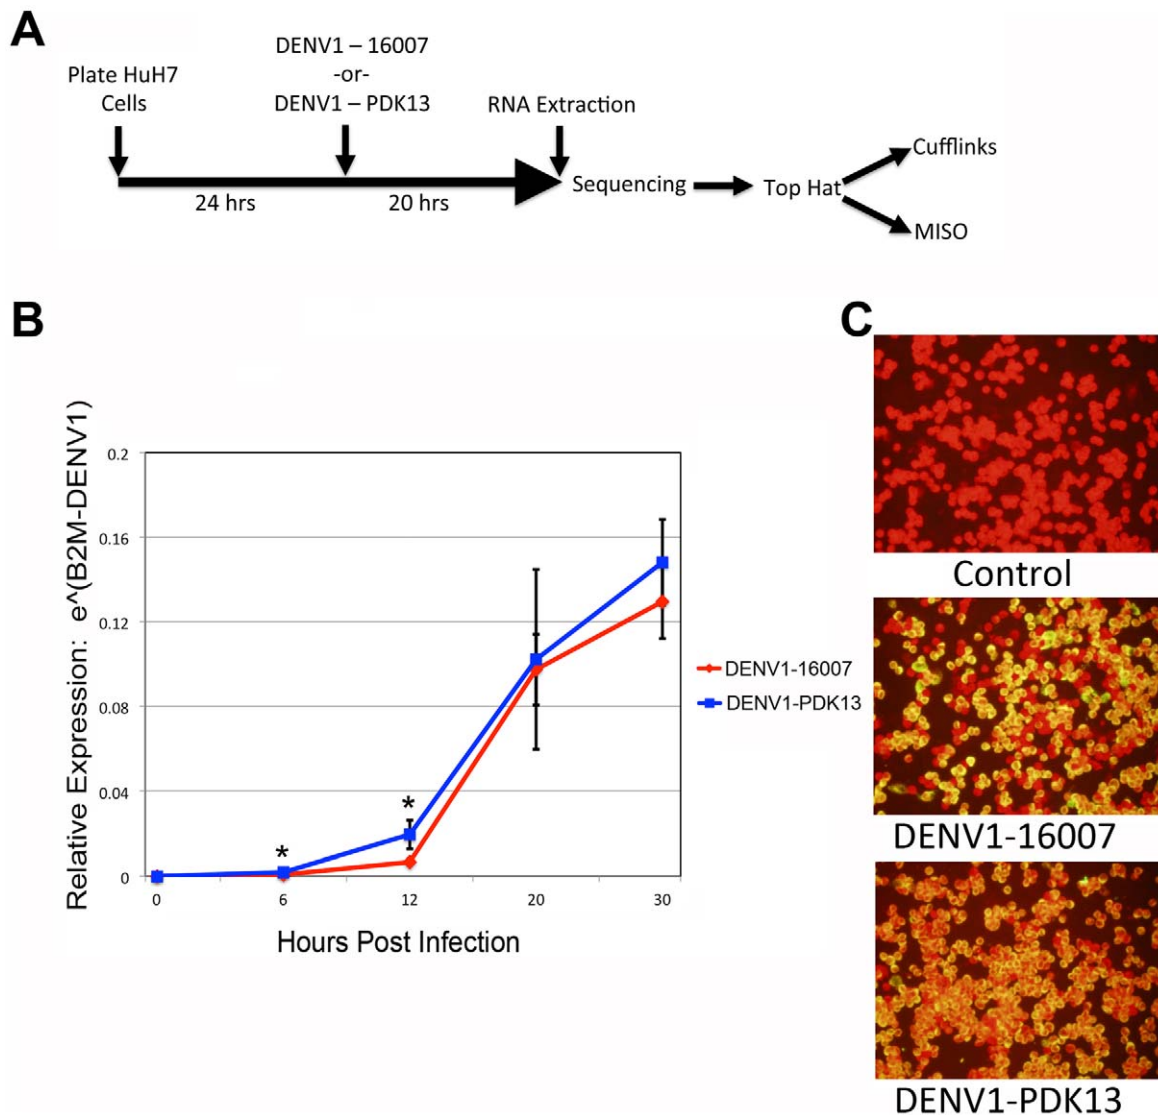 A
Plate HuH7
Cells
DENV1 – 16007
-or-
DENV1 – PDK13
RNA Extraction
24 hrs
20 hrs
Sequencing
Top Hat
Cufflinks
MISO
B
Relative Expression: e^(B2M-DENV1)
0.2
0.16
0.12
0.08
0.04
0
*
*
0
6
12
20
30
Hours Post Infection
DENV1-16007
DENV1-PDK13
C
Control
DENV1-16007
DENV1-PDK13